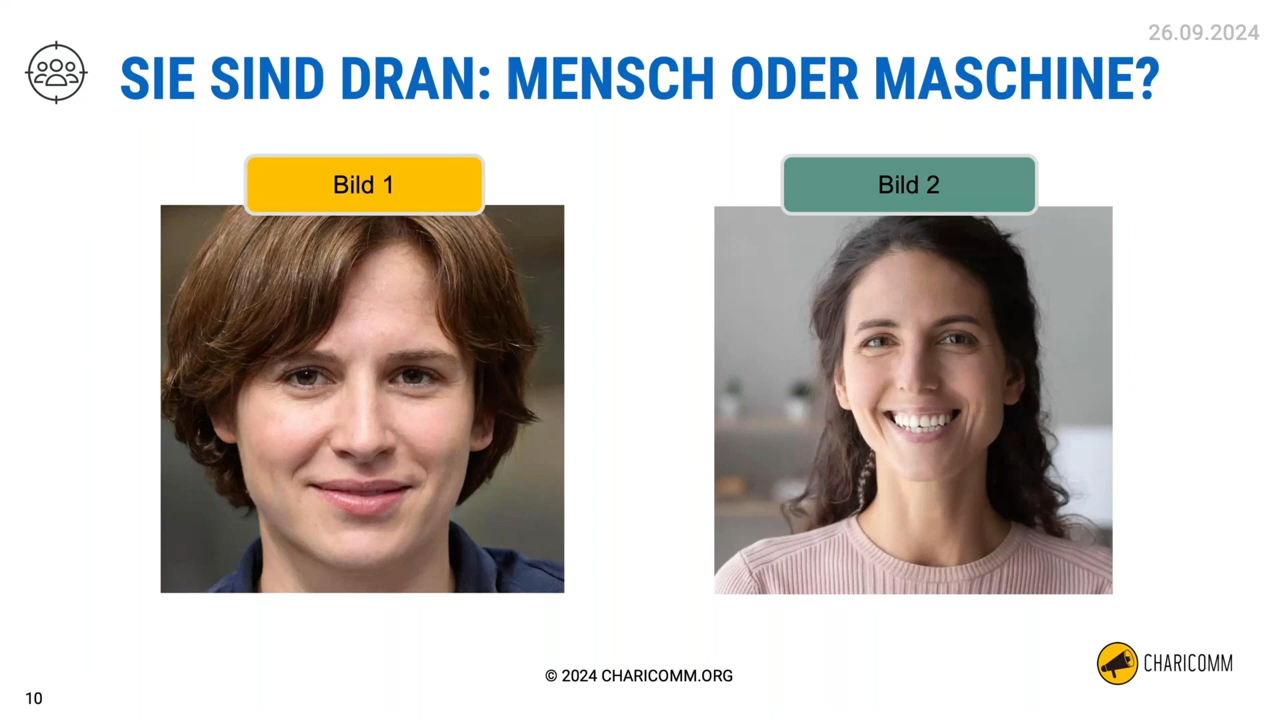 26.09.2024
SIE SIND DRAN: MENSCH ODER MASCHINE?
Bild 1
Bild 2
© 2024 CHARICOMM.ORG
CHARICOMM
10